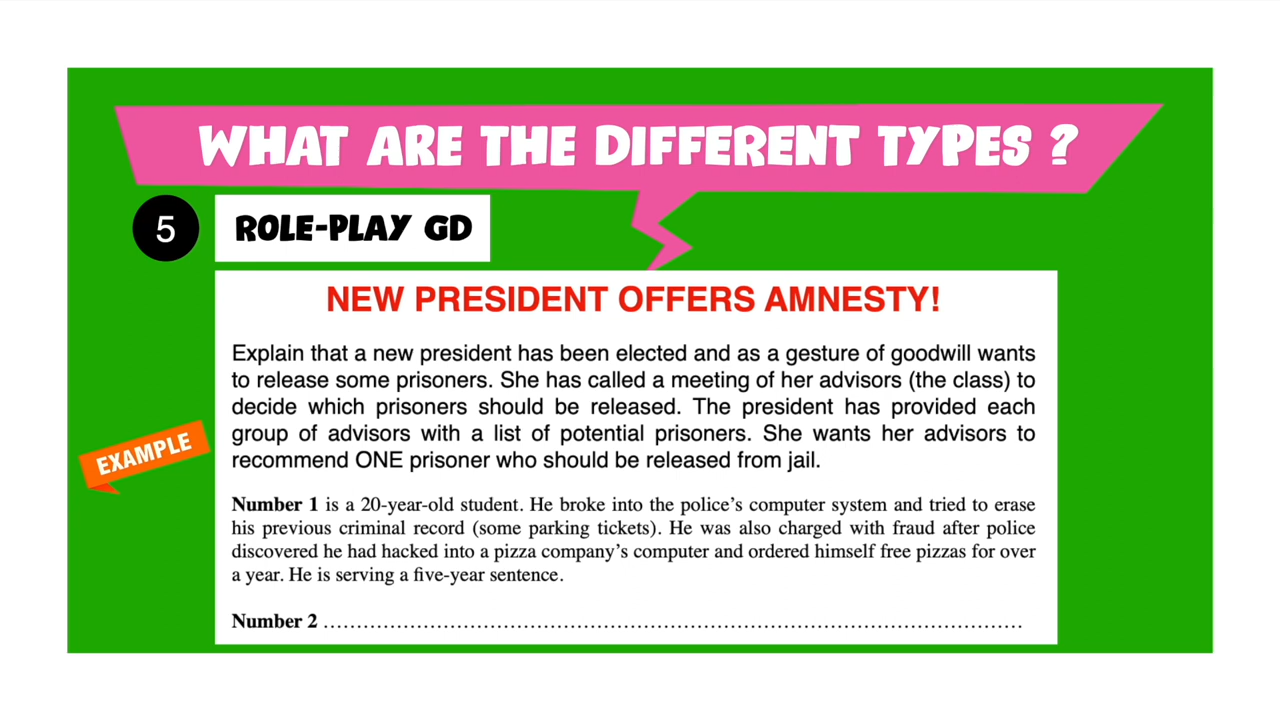 WHAT ARE THE DIFFERENT TYPES ?
5
ROLE-PLAY GD
NEW PRESIDENT OFFERS AMNESTY!
Explain that a new president has been elected and as a gesture of goodwill wants
to release some prisoners. She has called a meeting of her advisors (the class) to
decide which prisoners should be released. The president has provided each
group of advisors with a list of potential prisoners. She wants her advisors to
recommend ONE prisoner who should be released from jail.
EXAMPLE
Number 1 is a 20-year-old student. He broke into the police’s computer system and tried to erase
his previous criminal record (some parking tickets). He was also charged with fraud after police
discovered he had hacked into a pizza company’s computer and ordered himself free pizzas for over
a year. He is serving a five-year sentence.
Number 2 .........................................................................................................